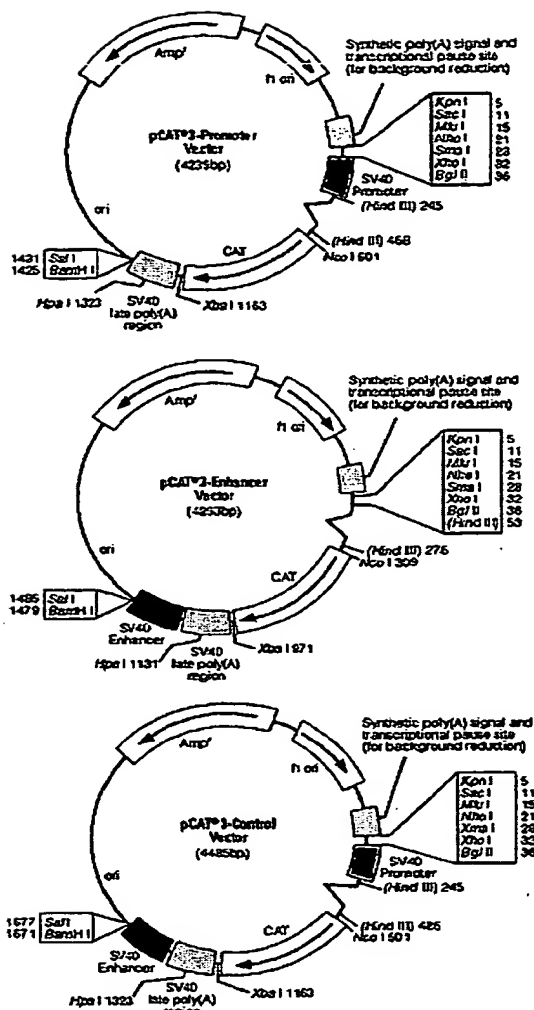 Ampʳ
f1 ori
Synthetic poly(A) signal and
transcriptional pause site
(for background reduction)
pCAT®3-Promoter
Vector
(4239bp)
Kpn I 5
Sac I 11
Mlu I 15
Nhe I 21
Sma I 28
Xho I 32
Bgl II 36
SV40
Promoter
(Hind III) 245
ori
(Hind III) 468
Nco I 501
CAT
1431 Sal I
1425 BamH I
Hpa I 1323
SV40
late poly(A)
region
Xba I 1163
Ampʳ
f1 ori
Synthetic poly(A) signal and
transcriptional pause site
(for background reduction)
pCAT®3-Enhancer
Vector
(4293bp)
Kpn I 5
Sac I 11
Mlu I 15
Nhe I 21
Sma I 28
Xho I 32
Bgl II 36
(Hind III) 53
ori
(Hind III) 276
Nco I 309
CAT
1485 Sal I
1479 BamH I
SV40
Enhancer
Hpa I 1131
SV40
late poly(A)
region
Xba I 971
Ampʳ
f1 ori
Synthetic poly(A) signal and
transcriptional pause site
(for background reduction)
pCAT®3-Control
Vector
(4485bp)
Kpn I 5
Sac I 11
Mlu I 15
Nhe I 21
Xma I 28
Xho I 32
Bgl II 36
SV40
Promoter
(Hind III) 245
ori
(Hind III) 468
Nco I 501
CAT
1677 Sal I
1671 BamH I
SV40
Enhancer
Hpa I 1323
SV40
late poly(A)
Xba I 1163